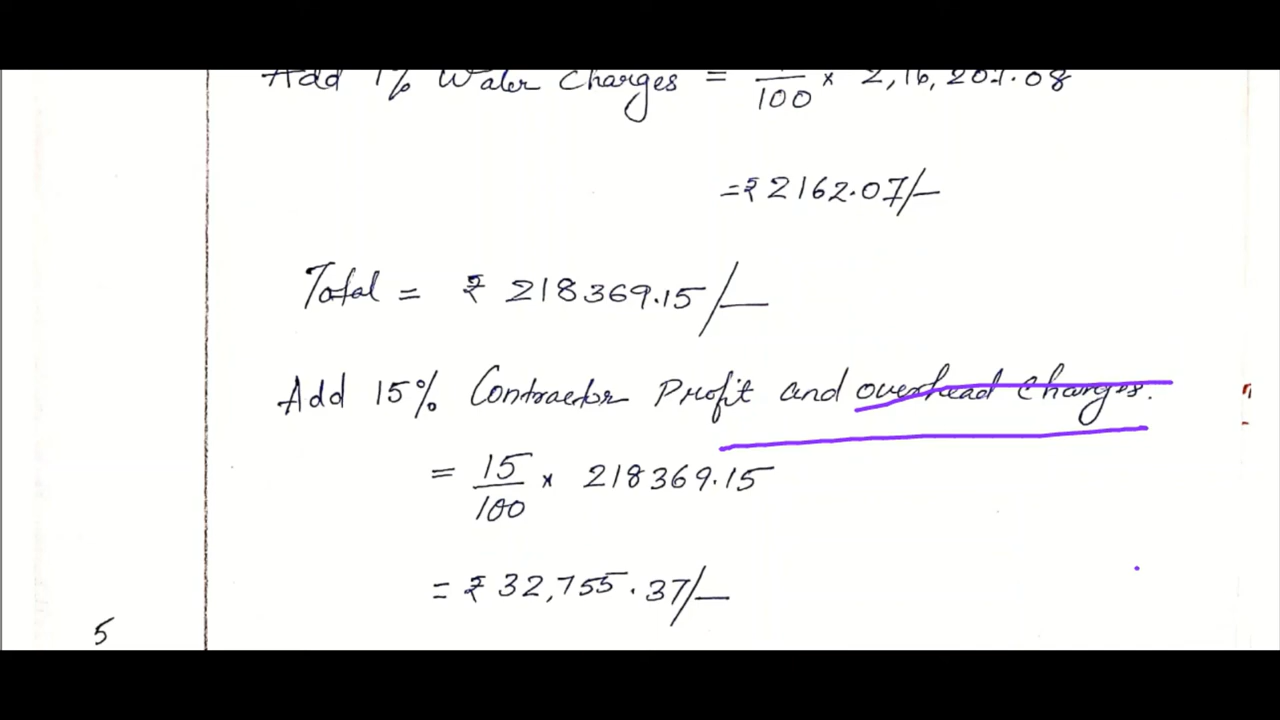 Add 1% Water Charges = 1/100 × 2,16,207.08
=₹ 2162.07/—
Total = ₹ 218369.15/—
Add 15% Contractor Profit and overhead Charges.
= 15/100 × 218369.15
= ₹ 32,755.37/—
5